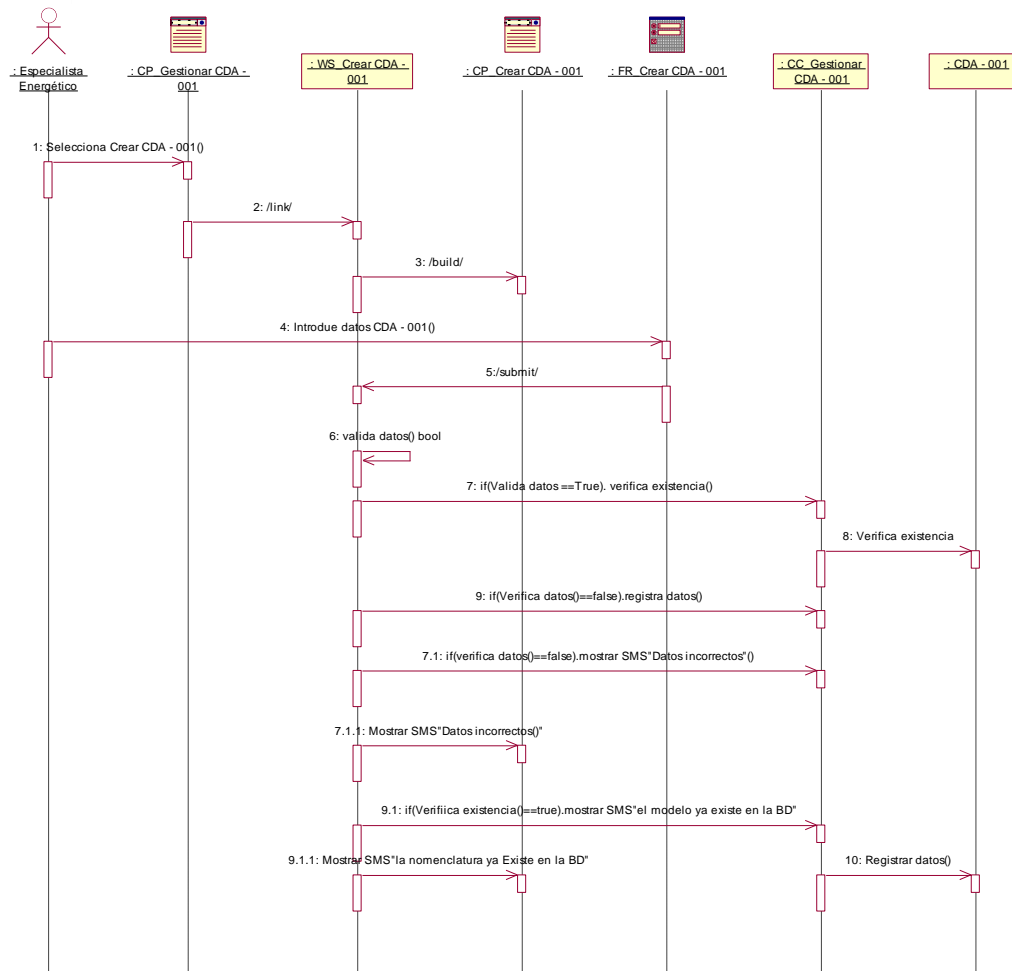 : Especialista
Energético
: CP_Gestionar CDA -
001
: WS_Crear CDA -
001
: CP_Crear CDA - 001
: FR_Crear CDA - 001
: CC_Gestionar
CDA - 001
: CDA - 001
1: Selecciona Crear CDA - 001()
2: /link/
3: /build/
4: Introdue datos CDA - 001()
5:/submit/
6: valida datos() bool
7: if(Valida datos ==True). verifica existencia()
8: Verifica existencia
9: if(Verifica datos()==false).registra datos()
7.1: if(verifica datos()==false).mostrar SMS"Datos incorrectos"()
7.1.1: Mostrar SMS"Datos incorrectos()"
9.1: if(Verifiica existencia()==true).mostrar SMS"el modelo ya existe en la BD"
9.1.1: Mostrar SMS"la nomenclatura ya Existe en la BD"
10: Registrar datos()